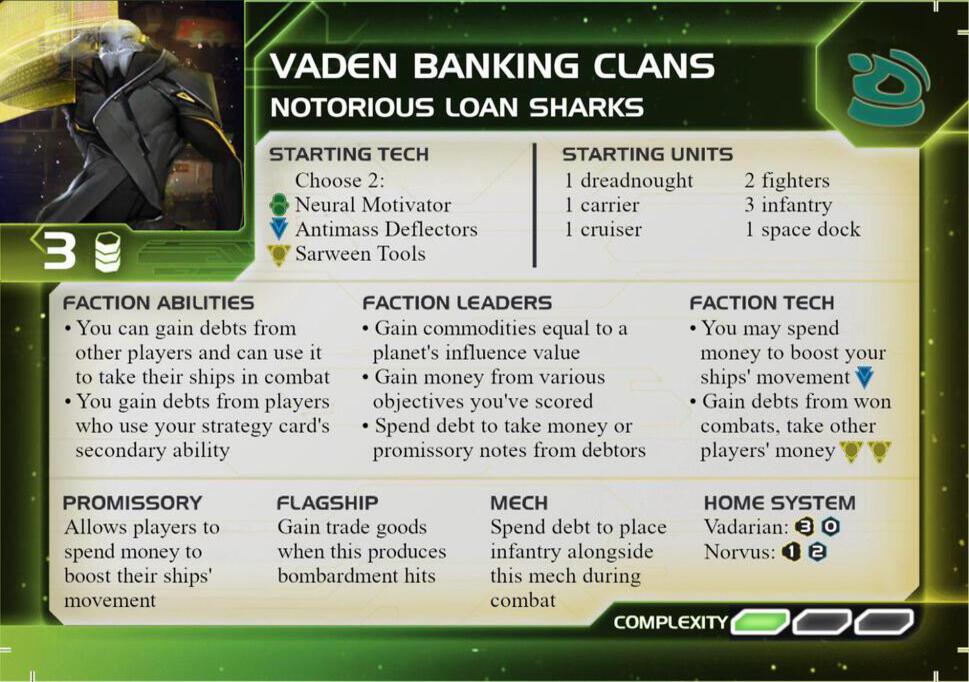 VADEN BANKING CLANS
NOTORIOUS LOAN SHARKS
3
STARTING TECH
Choose 2:
Neural Motivator
Antimass Deflectors
Sarween Tools
STARTING UNITS
1 dreadnought
1 carrier
1 cruiser
2 fighters
3 infantry
1 space dock
FACTION ABILITIES
• You can gain debts from
other players and can use it
to take their ships in combat
• You gain debts from players
who use your strategy card's
secondary ability
FACTION LEADERS
• Gain commodities equal to a
planet's influence value
• Gain money from various
objectives you've scored
• Spend debt to take money or
promissory notes from debtors
FACTION TECH
• You may spend
money to boost your
ships' movement
• Gain debts from won
combats, take other
players' money
PROMISSORY
Allows players to
spend money to
boost their ships'
movement
FLAGSHIP
Gain trade goods
when this produces
bombardment hits
MECH
Spend debt to place
infantry alongside
this mech during
combat
HOME SYSTEM
Vadarian: 3 0
Norvus: 1 2
COMPLEXITY